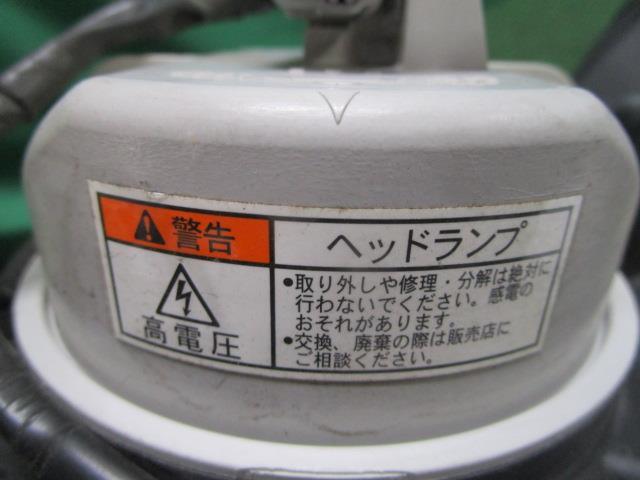 警告
高電圧
ヘッドランプ
•取り外しや修理・分解は絶対に
行わないでください。感電の
おそれがあります。
•交換、廃棄の際は販売店に
ご相談ください。